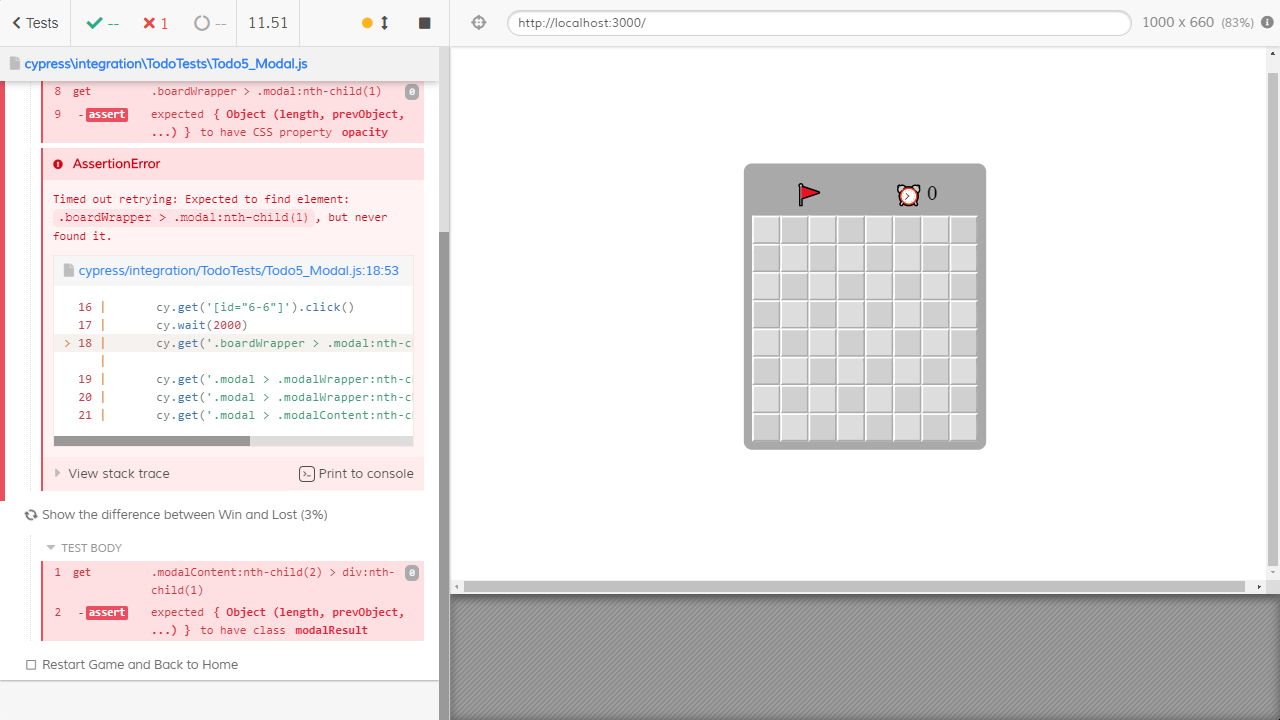 Tests
--
1
--
11.51
http://localhost:3000/
1000 x 660 (83%)
cypress\integration\TodoTests\Todo5_Modal.js
8 get .boardWrapper > .modal:nth-child(1) 0
9 -assert expected { Object (length, prevObject,
...) } to have CSS property opacity
AssertionError
Timed out retrying: Expected to find element:
.boardWrapper > .modal:nth-child(1), but never
found it.
cypress/integration/TodoTests/Todo5_Modal.js:18:53
16 | cy.get('[id="6-6"]').click()
17 | cy.wait(2000)
> 18 | cy.get('.boardWrapper > .modal:nth-c
|
19 | cy.get('.modal > .modalWrapper:nth-c
20 | cy.get('.modal > .modalWrapper:nth-c
21 | cy.get('.modal > .modalContent:nth-c
View stack trace
Print to console
Show the difference between Win and Lost (3%)
TEST BODY
1 get .modalContent:nth-child(2) > div:nth- 0
child(1)
2 -assert expected { Object (length, prevObject,
...) } to have class modalResult
Restart Game and Back to Home
0